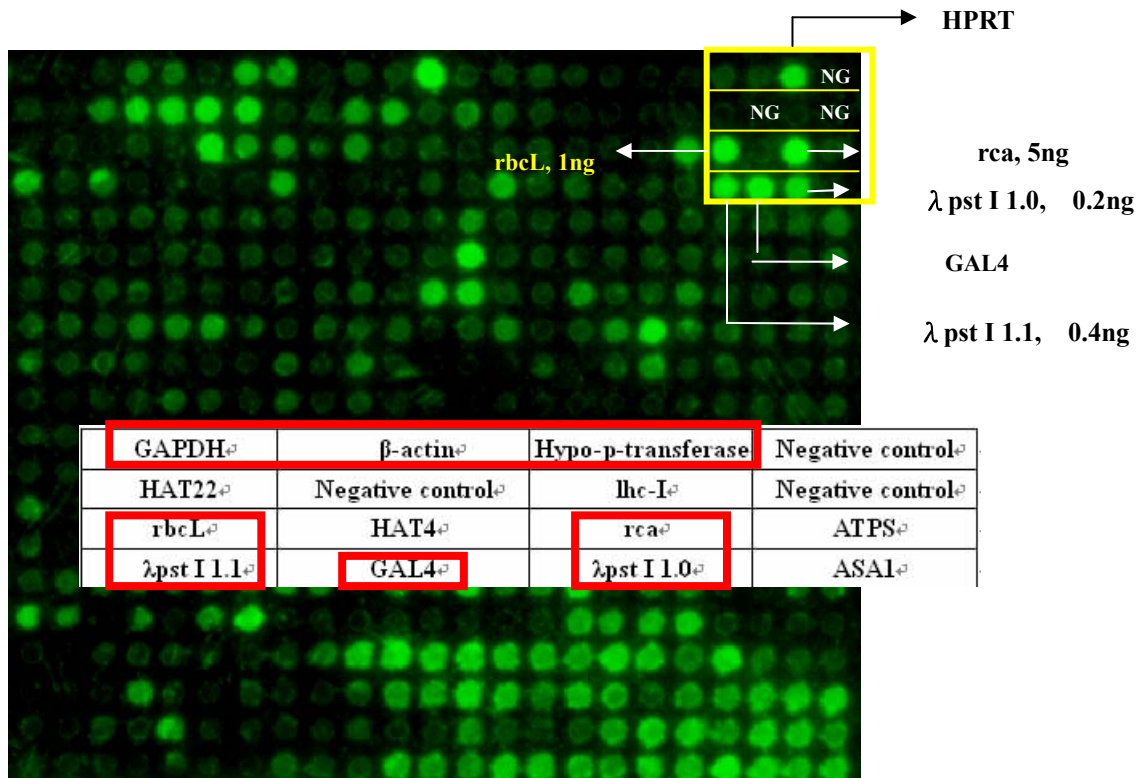 HPRT
NG
NG NG
rbcL, 1ng
rca, 5ng
λ pst I 1.0, 0.2ng
GAL4
λ pst I 1.1, 0.4ng
GAPDH↵ β-actin↵ Hypo-p-transferase↵ Negative control↵
HAT22↵ Negative control↵ lhc-I↵ Negative control↵
rbcL↵ HAT4↵ rca↵ ATPS↵
λpst I 1.1↵ GAL4↵ λpst I 1.0↵ ASA1↵